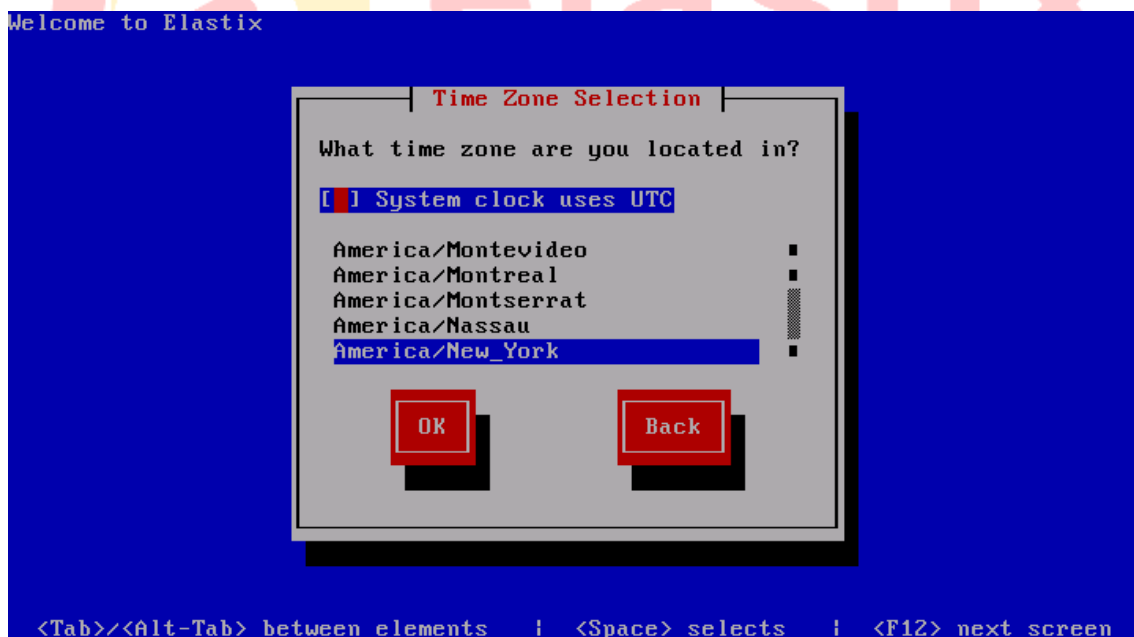 Welcome to Elastix
Time Zone Selection
What time zone are you located in?
[ ] System clock uses UTC
America/Montevideo
America/Montreal
America/Montserrat
America/Nassau
America/New_York
OK Back
<Tab>/<Alt-Tab> between elements | <Space> selects | <F12> next screen